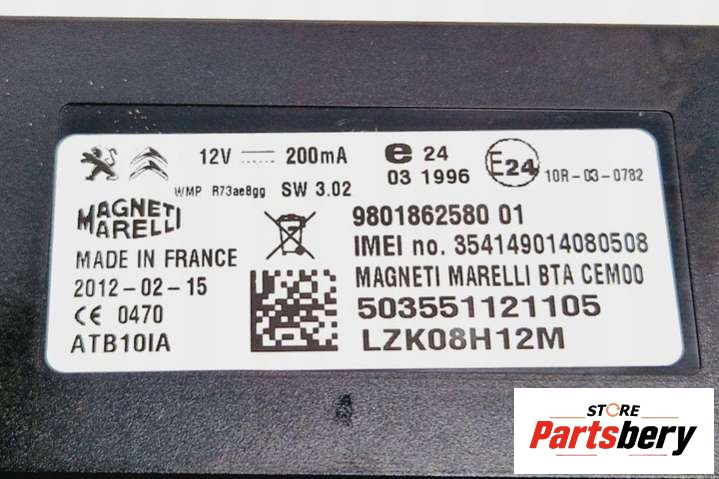 12V 200mA e 24 E24
03 1996 10R-03-0782
WMP R73ae8gg SW 3.02
MAGNETI
MARELLI
9801862580 01
IMEI no. 354149014080508
MADE IN FRANCE
MAGNETI MARELLI BTA CEM00
2012-02-15
503551121105
CE 0470
LZK08H12M
ATB10IA
STORE
Partsbery